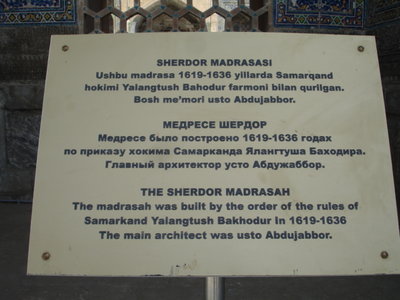 SHERDOR MADRASASI
Ushbu madrasa 1619-1636 yillarda Samarqand
hokimi Yalangtush Bahodur farmoni bilan qurilgan.
Bosh me'mori usto Abdujabbor.
МЕДРЕСЕ ШЕРДОР
Медресе было построено 1619-1636 годах
по приказу хокима Самарканда Ялангтуша Баходира.
Главный архитектор усто Абдужаббор.
THE SHERDOR MADRASAH
The madrasah was built by the order of the rules of
Samarkand Yalangtush Bakhodur in 1619-1636
The main architect was usto Abdujabbor.